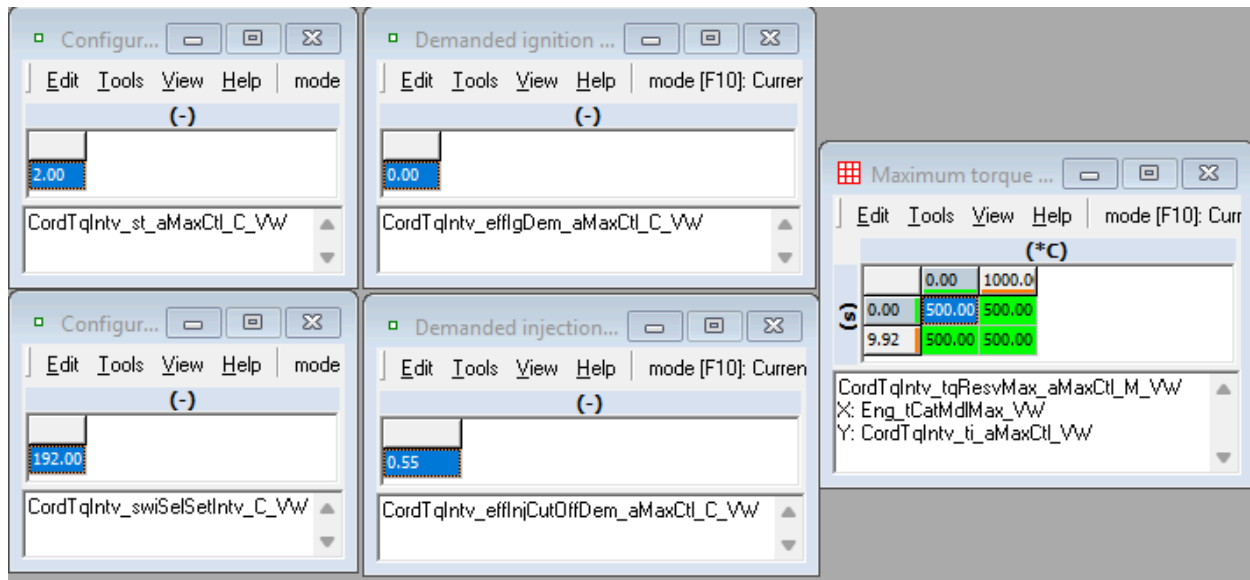 Configur...
Edit Tools View Help mode
(-)
2.00
CordTqIntv_st_aMaxCtl_C_VW
Demanded ignition ...
Edit Tools View Help mode [F10]: Curren
(-)
0.00
CordTqIntv_effIgDem_aMaxCtl_C_VW
Configur...
Edit Tools View Help mode
(-)
192.00
CordTqIntv_swiSelSetIntv_C_VW
Demanded injection...
Edit Tools View Help mode [F10]: Curren
(-)
0.55
CordTqIntv_effInjCutOffDem_aMaxCtl_C_VW
Maximum torque ...
Edit Tools View Help mode [F10]: Curr
(*C)
0.00 1000.0
(s)
0.00 500.00 500.00
9.92 500.00 500.00
CordTqIntv_tqResvMax_aMaxCtl_M_VW
X: Eng_tCatMdlMax_VW
Y: CordTqIntv_ti_aMaxCtl_VW